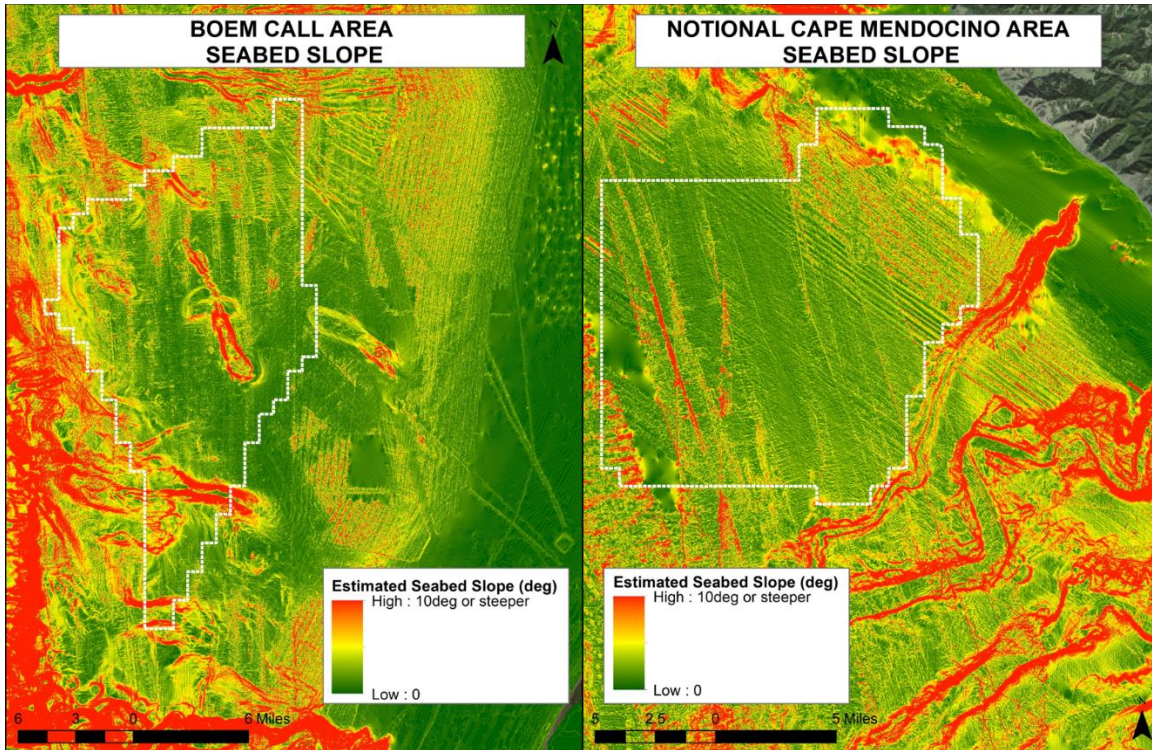 BOEM CALL AREA
SEABED SLOPE
N
Estimated Seabed Slope (deg)
High : 10deg or steeper
Low : 0
6 3 0 6 Miles
NOTIONAL CAPE MENDOCINO AREA
SEABED SLOPE
Estimated Seabed Slope (deg)
High : 10deg or steeper
Low : 0
5 2.5 0 5 Miles